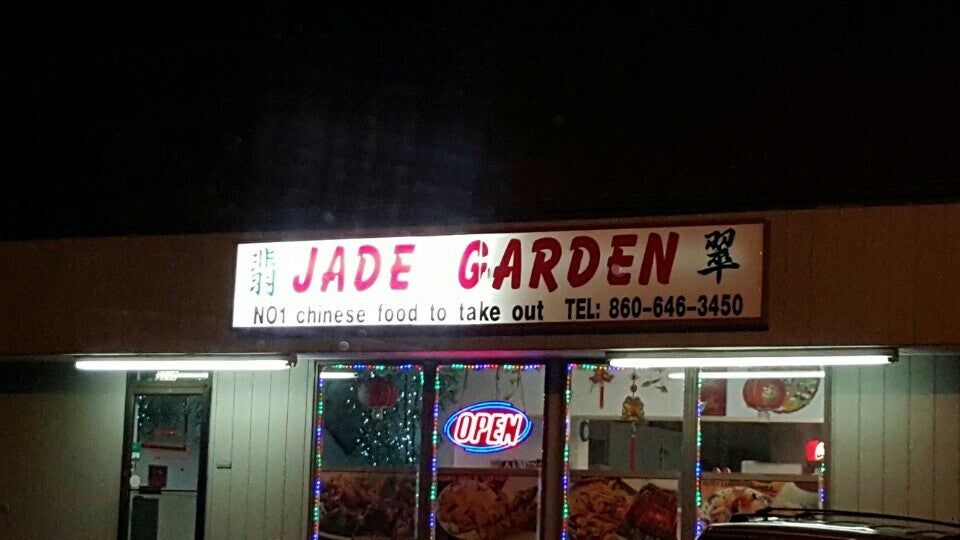 翡 JADE GARDEN 翠
NO1 chinese food to take out TEL: 860-646-3450
OPEN